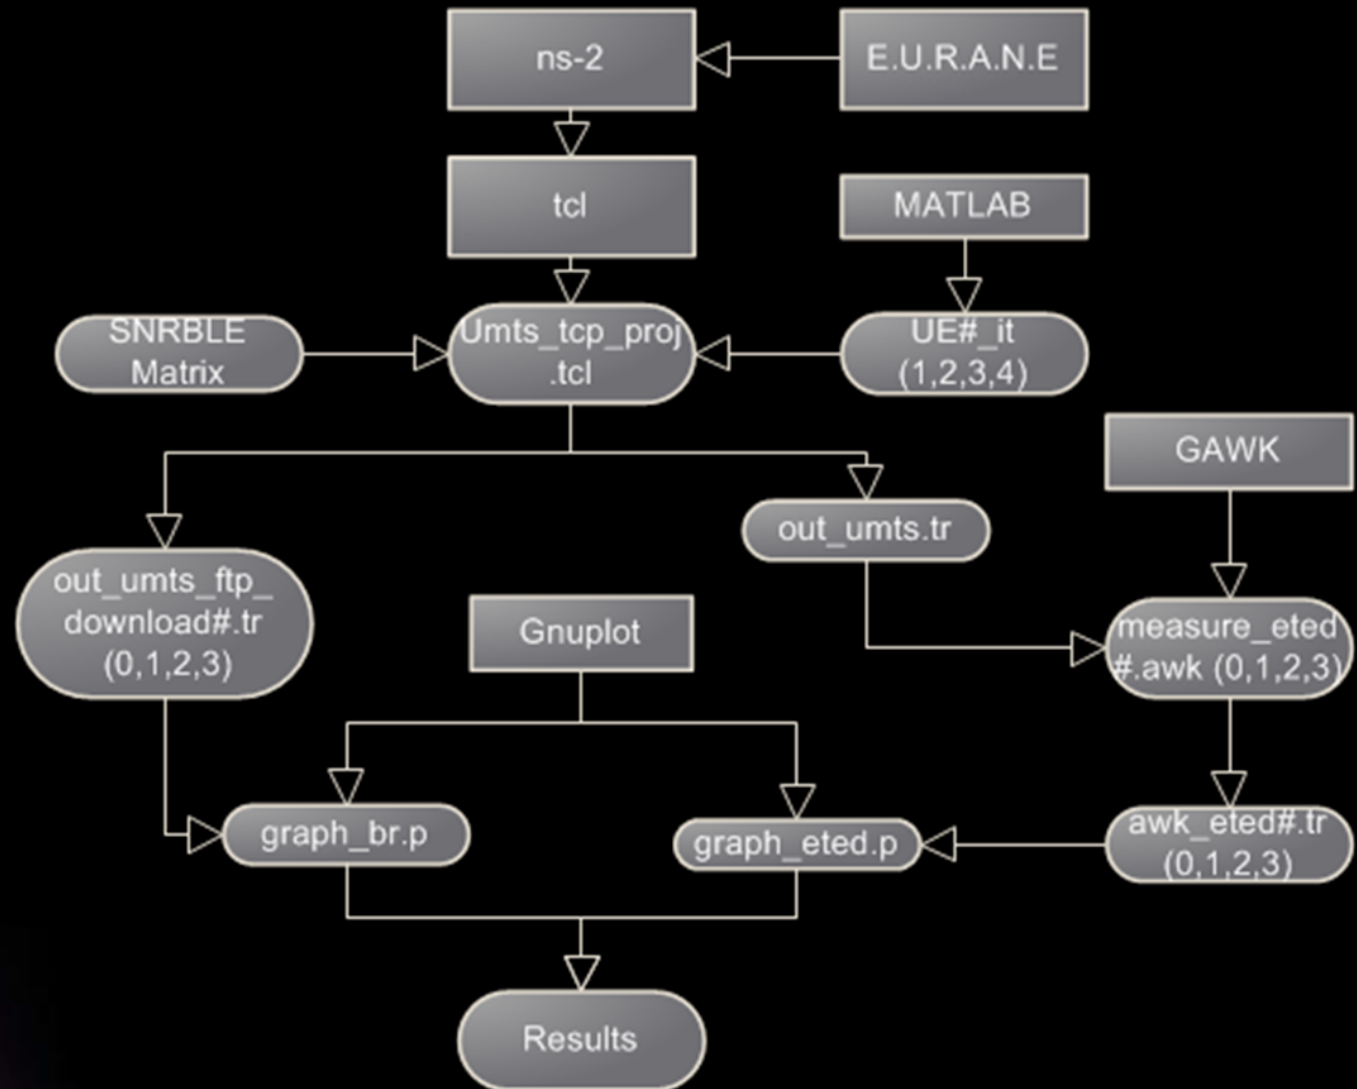 ns-2
E.U.R.A.N.E
tcl
MATLAB
SNRBLE
Matrix
Umts_tcp_proj
.tcl
UE#_it
(1,2,3,4)
GAWK
out_umts.tr
out_umts_ftp_
download#.tr
(0,1,2,3)
Gnuplot
measure_eted
#.awk (0,1,2,3)
graph_br.p
graph_eted.p
awk_eted#.tr
(0,1,2,3)
Results